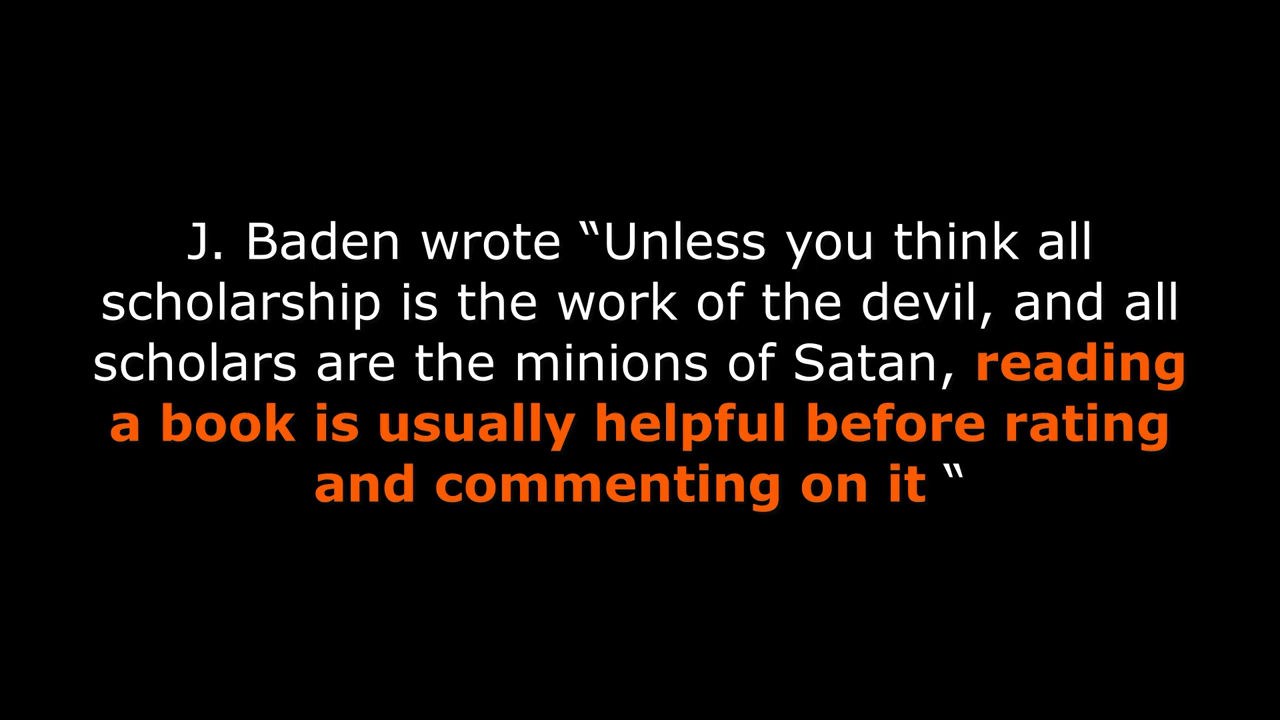 J. Baden wrote “Unless you think all
scholarship is the work of the devil, and all
scholars are the minions of Satan, reading
a book is usually helpful before rating
and commenting on it “